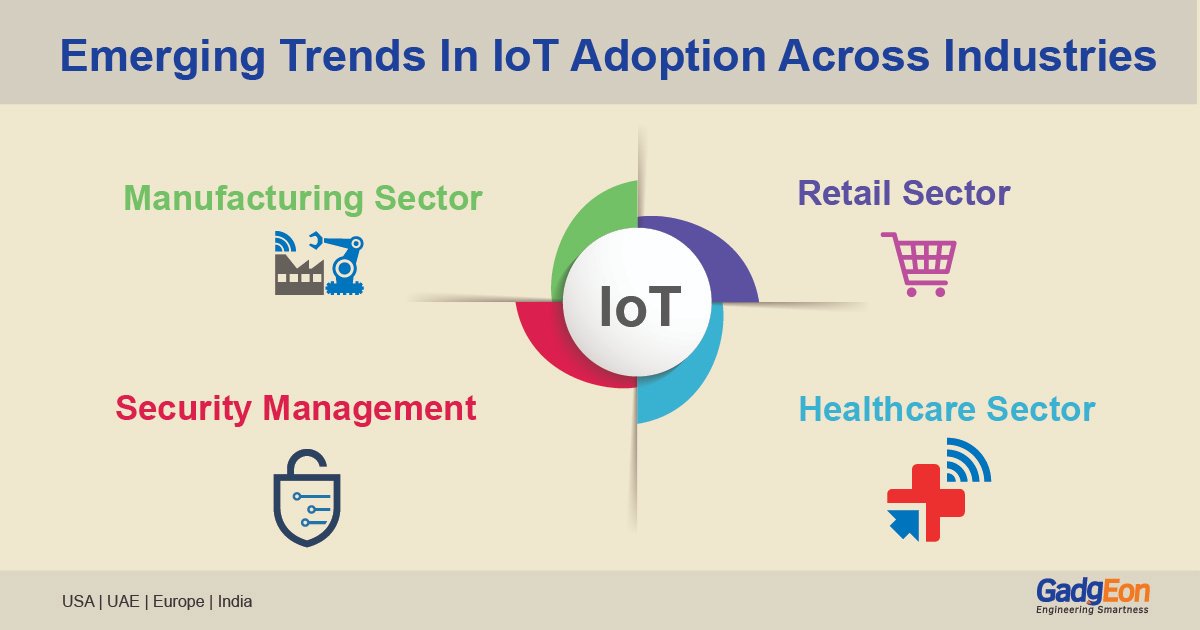 Emerging Trends In IoT Adoption Across Industries
Manufacturing Sector
Retail Sector
IoT
Security Management
Healthcare Sector
USA | UAE | Europe | India
GadgEon
Engineering Smartness